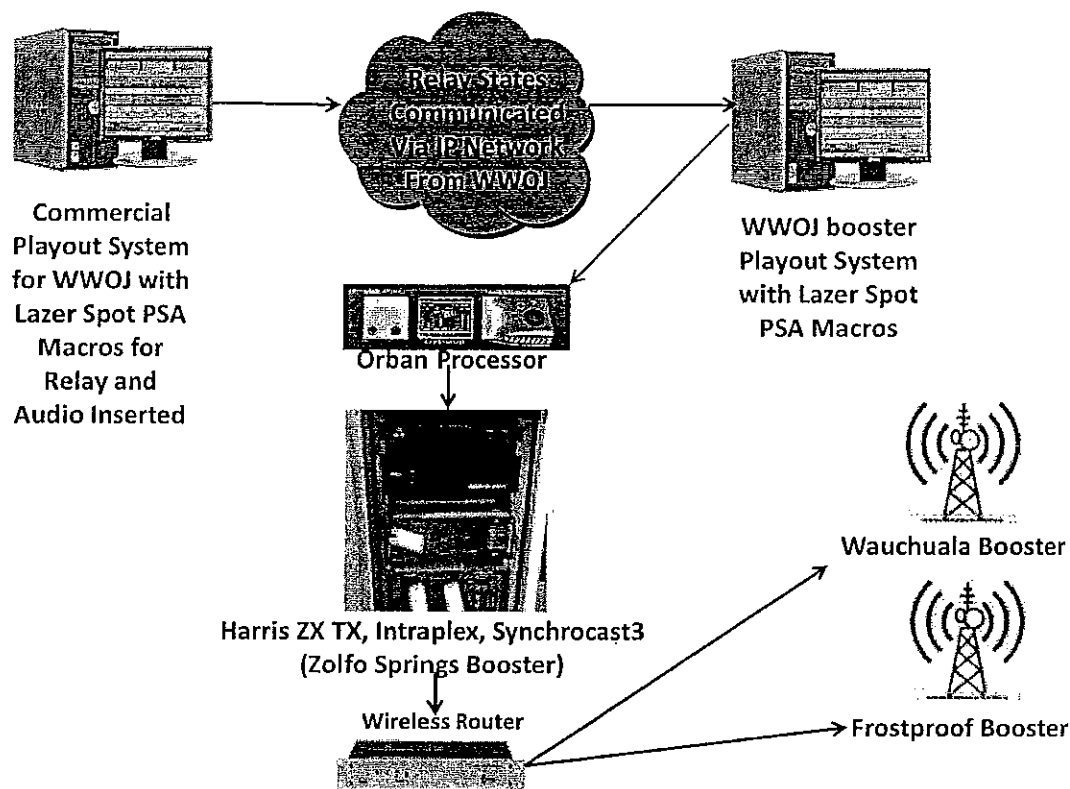 Relay States
Communicated
Via IP Network
From WWOJ
Commercial
Playout System
for WWOJ with
Lazer Spot PSA
Macros for
Relay and
Audio Inserted
WWOJ booster
Playout System
with Lazer Spot
PSA Macros
Orban Processor
Wauchuala Booster
Harris ZX TX, Intraplex, Synchrocast3
(Zolfo Springs Booster)
Wireless Router
Frostproof Booster